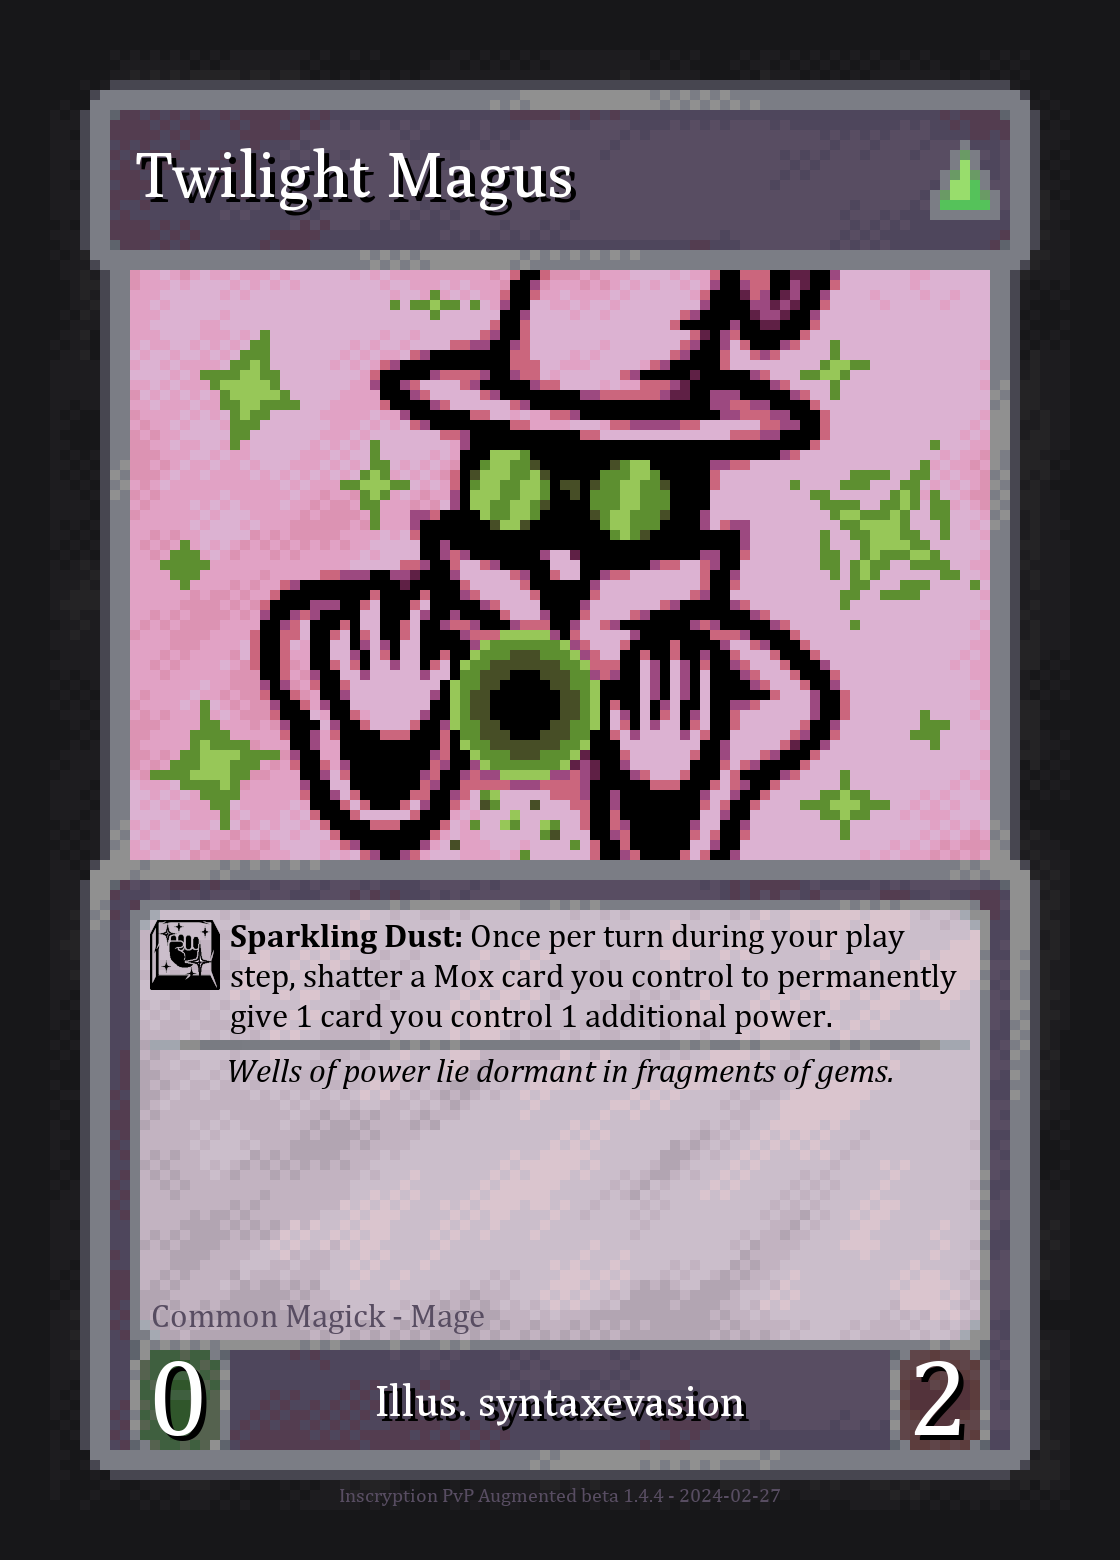 Twilight Magus
Sparkling Dust: Once per turn during your play
step, shatter a Mox card you control to permanently
give 1 card you control 1 additional power.
Wells of power lie dormant in fragments of gems.
Common Magick - Mage
0
Illus. syntaxevasion
2
Inscryption PvP Augmented beta 1.4.4 - 2024-02-27